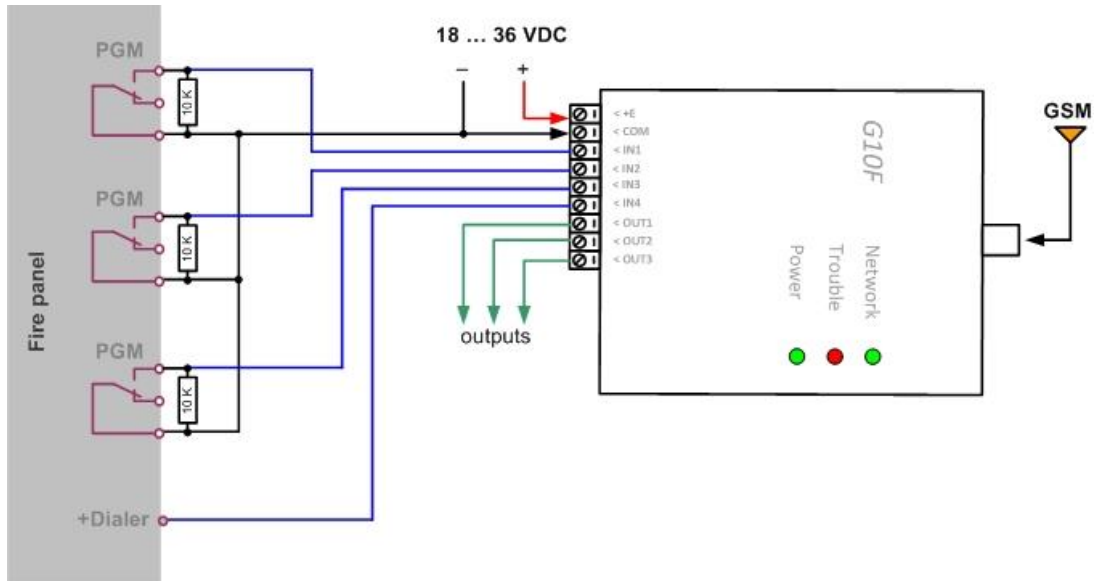 Fire panel
PGM
10 K
PGM
10 K
PGM
10 K
+Dialer
18 ... 36 VDC
– +
< +E
< COM
< IN1
< IN2
< IN3
< IN4
< OUT1
< OUT2
< OUT3
outputs
G10F
Power
Trouble
Network
GSM